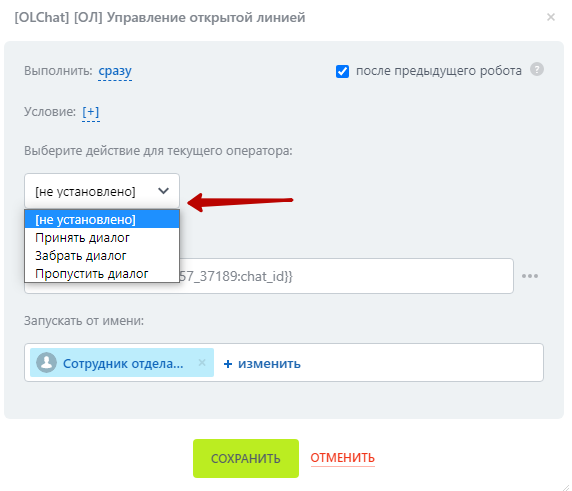 [OLChat] [ОЛ] Управление открытой линией
Выполнить: сразу
после предыдущего робота ?
Условие: [+]
Выберите действие для текущего оператора:
[не установлено]
[не установлено]
Принять диалог
Забрать диалог
Пропустить диалог
57_37189:chat_id}}
Запускать от имени:
Сотрудник отдела... × + изменить
СОХРАНИТЬ ОТМЕНИТЬ